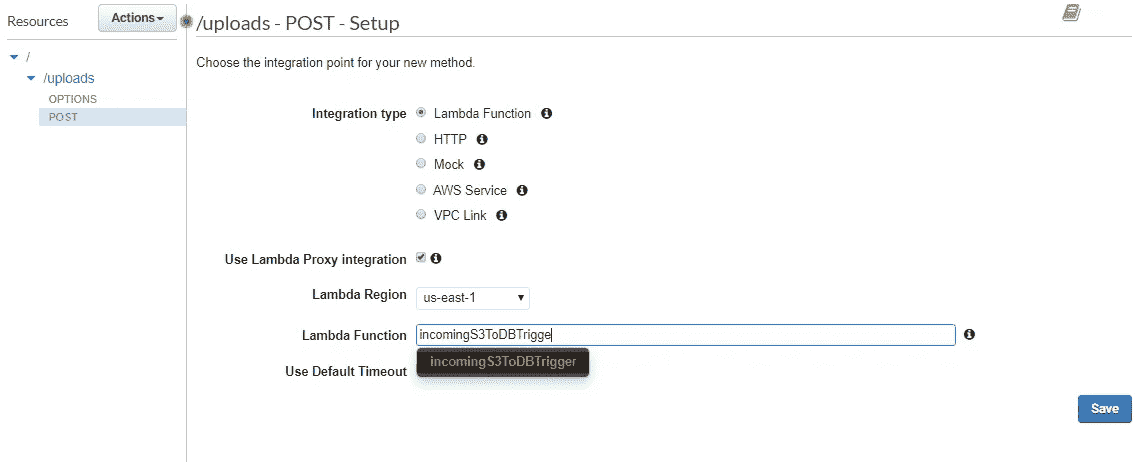 Resources
Actions
/uploads - POST - Setup
/
/uploads
OPTIONS
POST
Choose the integration point for your new method.
Integration type
Lambda Function
HTTP
Mock
AWS Service
VPC Link
Use Lambda Proxy integration
Lambda Region us-east-1
Lambda Function incomingS3ToDBTrigge
incomingS3ToDBTrigger
Use Default Timeout
Save